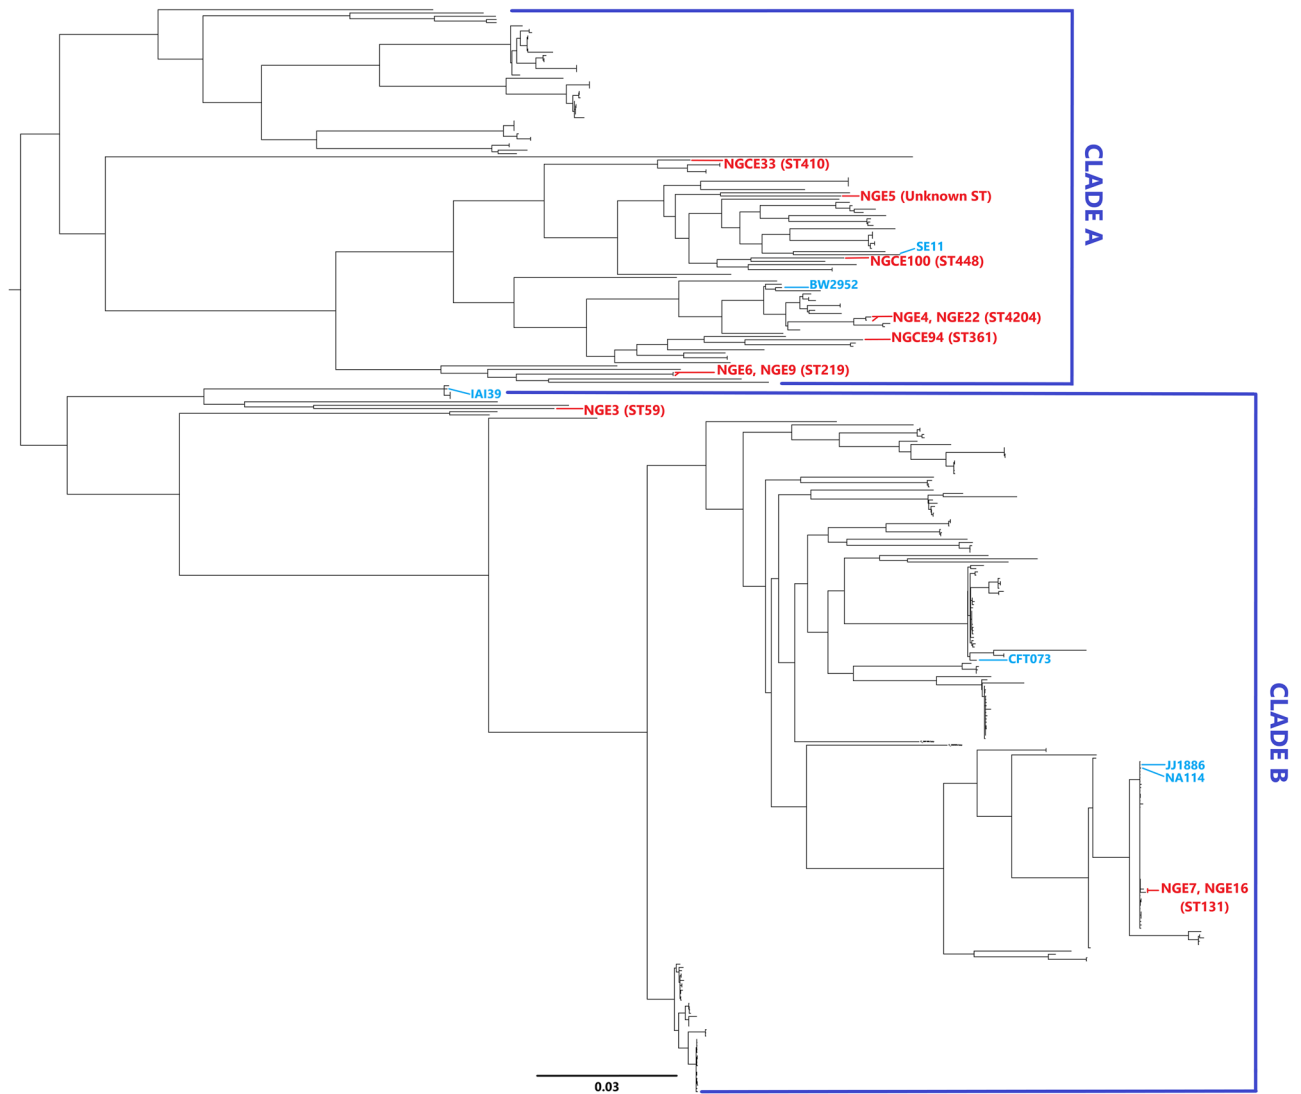 CLADE A
NGCE33 (ST410)
NGE5 (Unknown ST)
SE11
NGCE100 (ST448)
BW2952
NGE4, NGE22 (ST4204)
NGCE94 (ST361)
NGE6, NGE9 (ST219)
IAI39
NGE3 (ST59)
CFT073
CLADE B
JJ1886
NA114
NGE7, NGE16
(ST131)
0.03